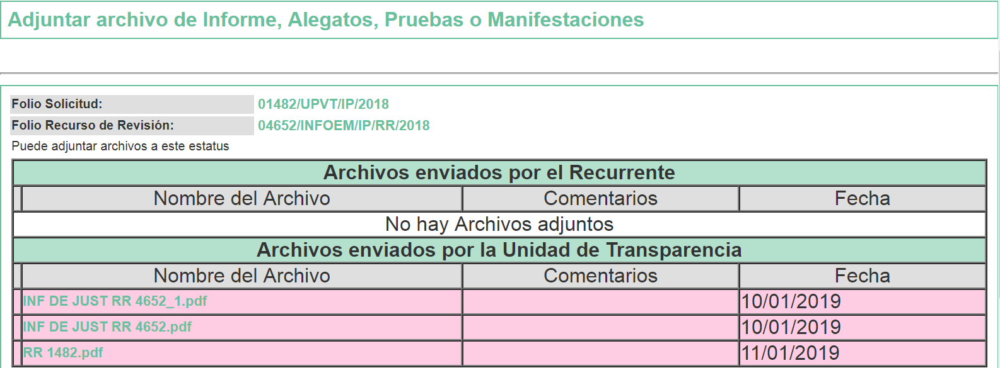 Adjuntar archivo de Informe, Alegatos, Pruebas o Manifestaciones
Folio Solicitud: 01482/UPVT/IP/2018
Folio Recurso de Revisión: 04652/INFOEM/IP/RR/2018
Puede adjuntar archivos a este estatus
Archivos enviados por el Recurrente
Nombre del Archivo Comentarios Fecha
No hay Archivos adjuntos
Archivos enviados por la Unidad de Transparencia
Nombre del Archivo Comentarios Fecha
INF DE JUST RR 4652_1.pdf 10/01/2019
INF DE JUST RR 4652.pdf 10/01/2019
RR 1482.pdf 11/01/2019